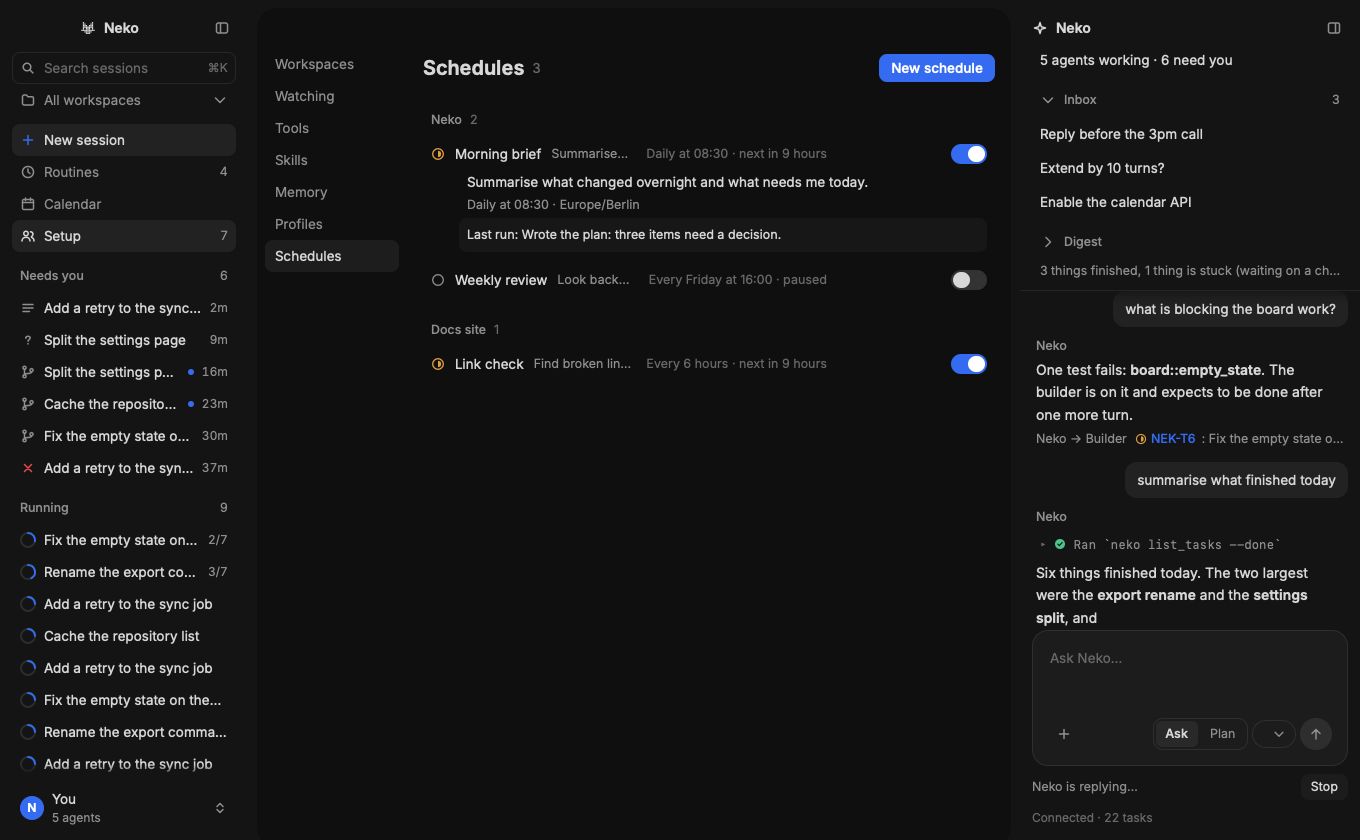 Neko
Search sessions ⌘K
All workspaces
New session
Routines 4
Calendar
Setup 7
Needs you 6
Add a retry to the sync... 2m
Split the settings page 9m
Split the settings p... 16m
Cache the reposito... 23m
Fix the empty state o... 30m
Add a retry to the syn... 37m
Running 9
Fix the empty state on... 2/7
Rename the export co... 3/7
Add a retry to the sync job
Cache the repository list
Add a retry to the sync job
Fix the empty state on the...
Rename the export comma...
Add a retry to the sync job
N
You
5 agents
Workspaces
Watching
Tools
Skills
Memory
Profiles
Schedules
Schedules 3
New schedule
Neko 2
Morning brief Summarise... Daily at 08:30 · next in 9 hours
Summarise what changed overnight and what needs me today.
Daily at 08:30 · Europe/Berlin
Last run: Wrote the plan: three items need a decision.
Weekly review Look back... Every Friday at 16:00 · paused
Docs site 1
Link check Find broken lin... Every 6 hours · next in 9 hours
Neko
5 agents working · 6 need you
Inbox 3
Reply before the 3pm call
Extend by 10 turns?
Enable the calendar API
Digest
3 things finished, 1 thing is stuck (waiting on a ch...
what is blocking the board work?
Neko
One test fails: board::empty_state. The
builder is on it and expects to be done after
one more turn.
Neko → Builder NEK-T6 : Fix the empty state o...
summarise what finished today
Neko
Ran `neko list_tasks --done`
Six things finished today. The two largest
were the export rename and the settings
split, and
Ask Neko...
Ask Plan
Neko is replying... Stop
Connected · 22 tasks